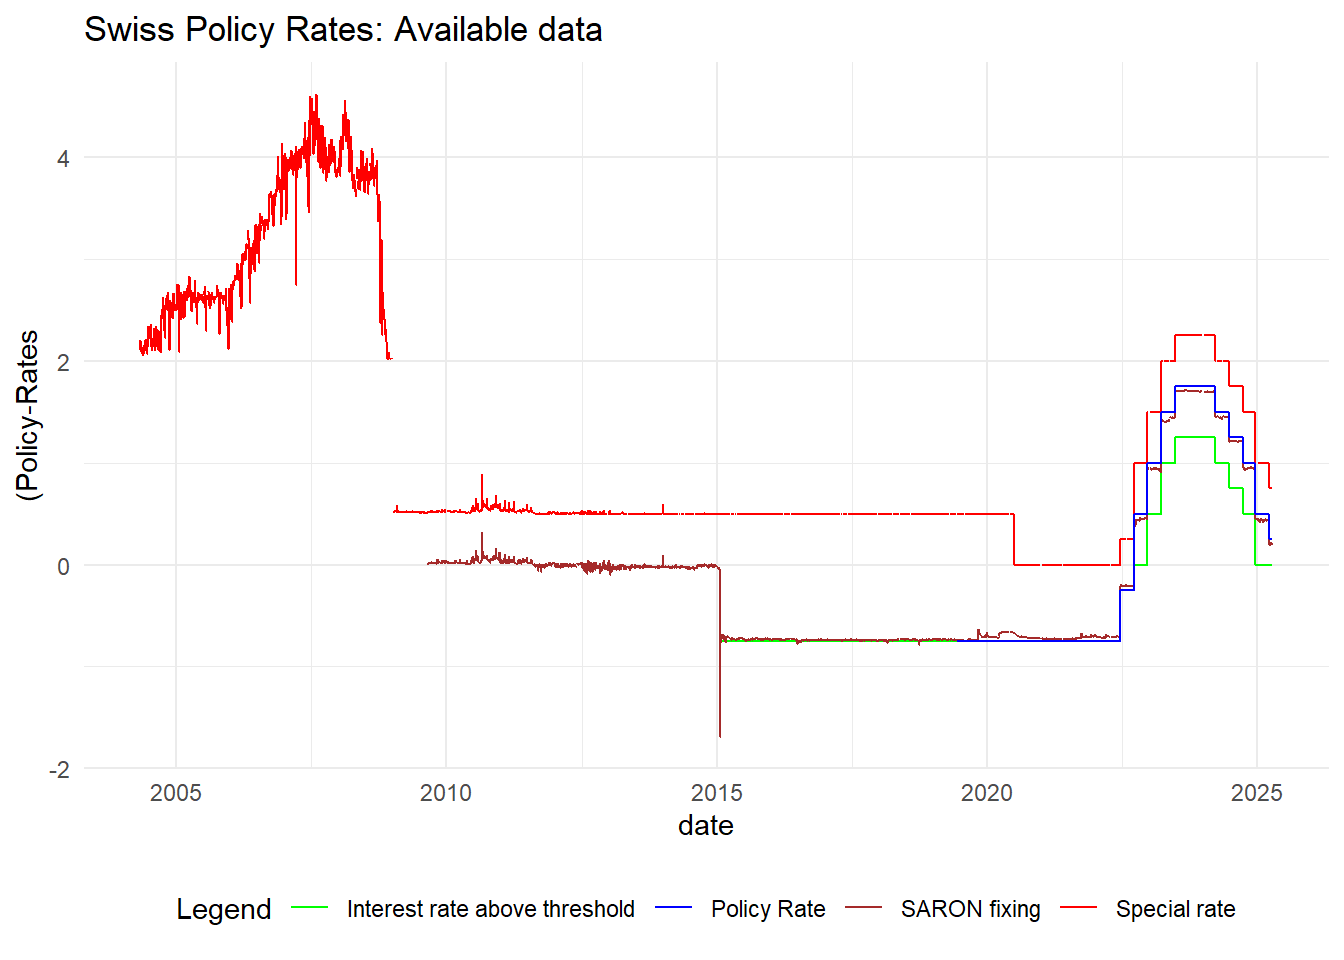 Swiss Policy Rates: Available data
(Policy-Rates
4
2
0
-2
2005 2010 2015 2020 2025
date
Legend Interest rate above threshold Policy Rate SARON fixing Special rate